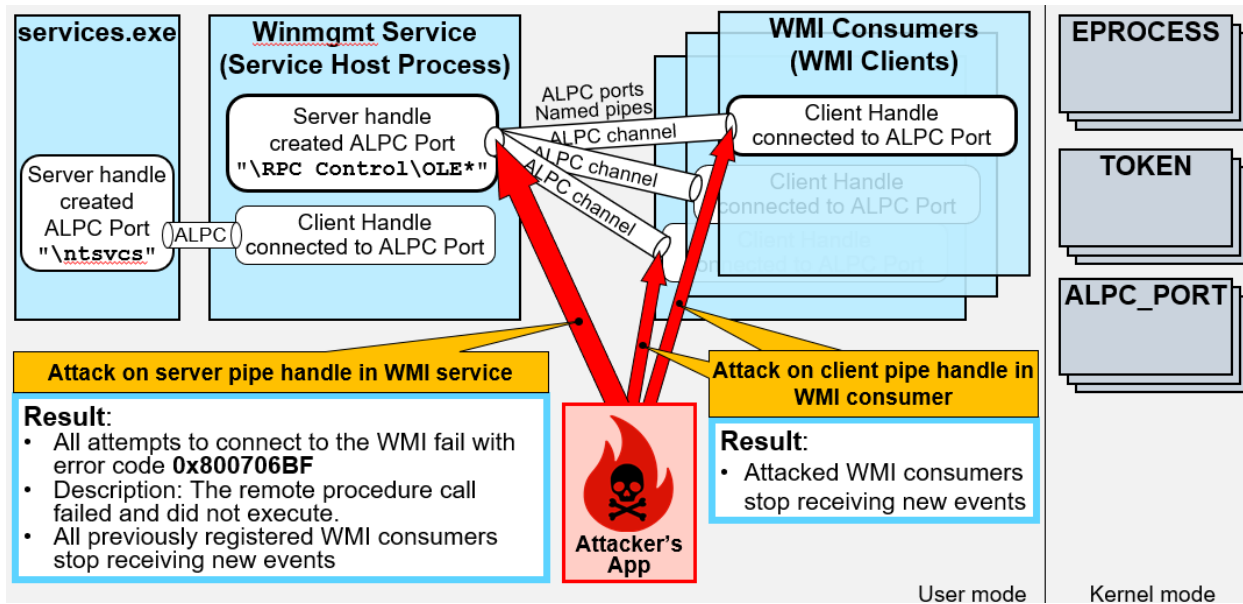 services.exe
Server handle
created
ALPC Port
"\ntsvcs"
ALPC
Winmgmt Service
(Service Host Process)
Server handle
created ALPC Port
"\RPC Control\OLE*"
Client Handle
connected to ALPC Port
ALPC ports
Named pipes
ALPC channel
ALPC channel
ALPC channel
WMI Consumers
(WMI Clients)
Client Handle
connected to ALPC Port
Client Handle
connected to ALPC Port
Client Handle
connected to ALPC Port
EPROCESS
TOKEN
ALPC_PORT
Attack on server pipe handle in WMI service
Result:
• All attempts to connect to the WMI fail with
error code 0x800706BF
• Description: The remote procedure call
failed and did not execute.
• All previously registered WMI consumers
stop receiving new events
Attacker's
App
Attack on client pipe handle in
WMI consumer
Result:
• Attacked WMI consumers
stop receiving new events
User mode
Kernel mode